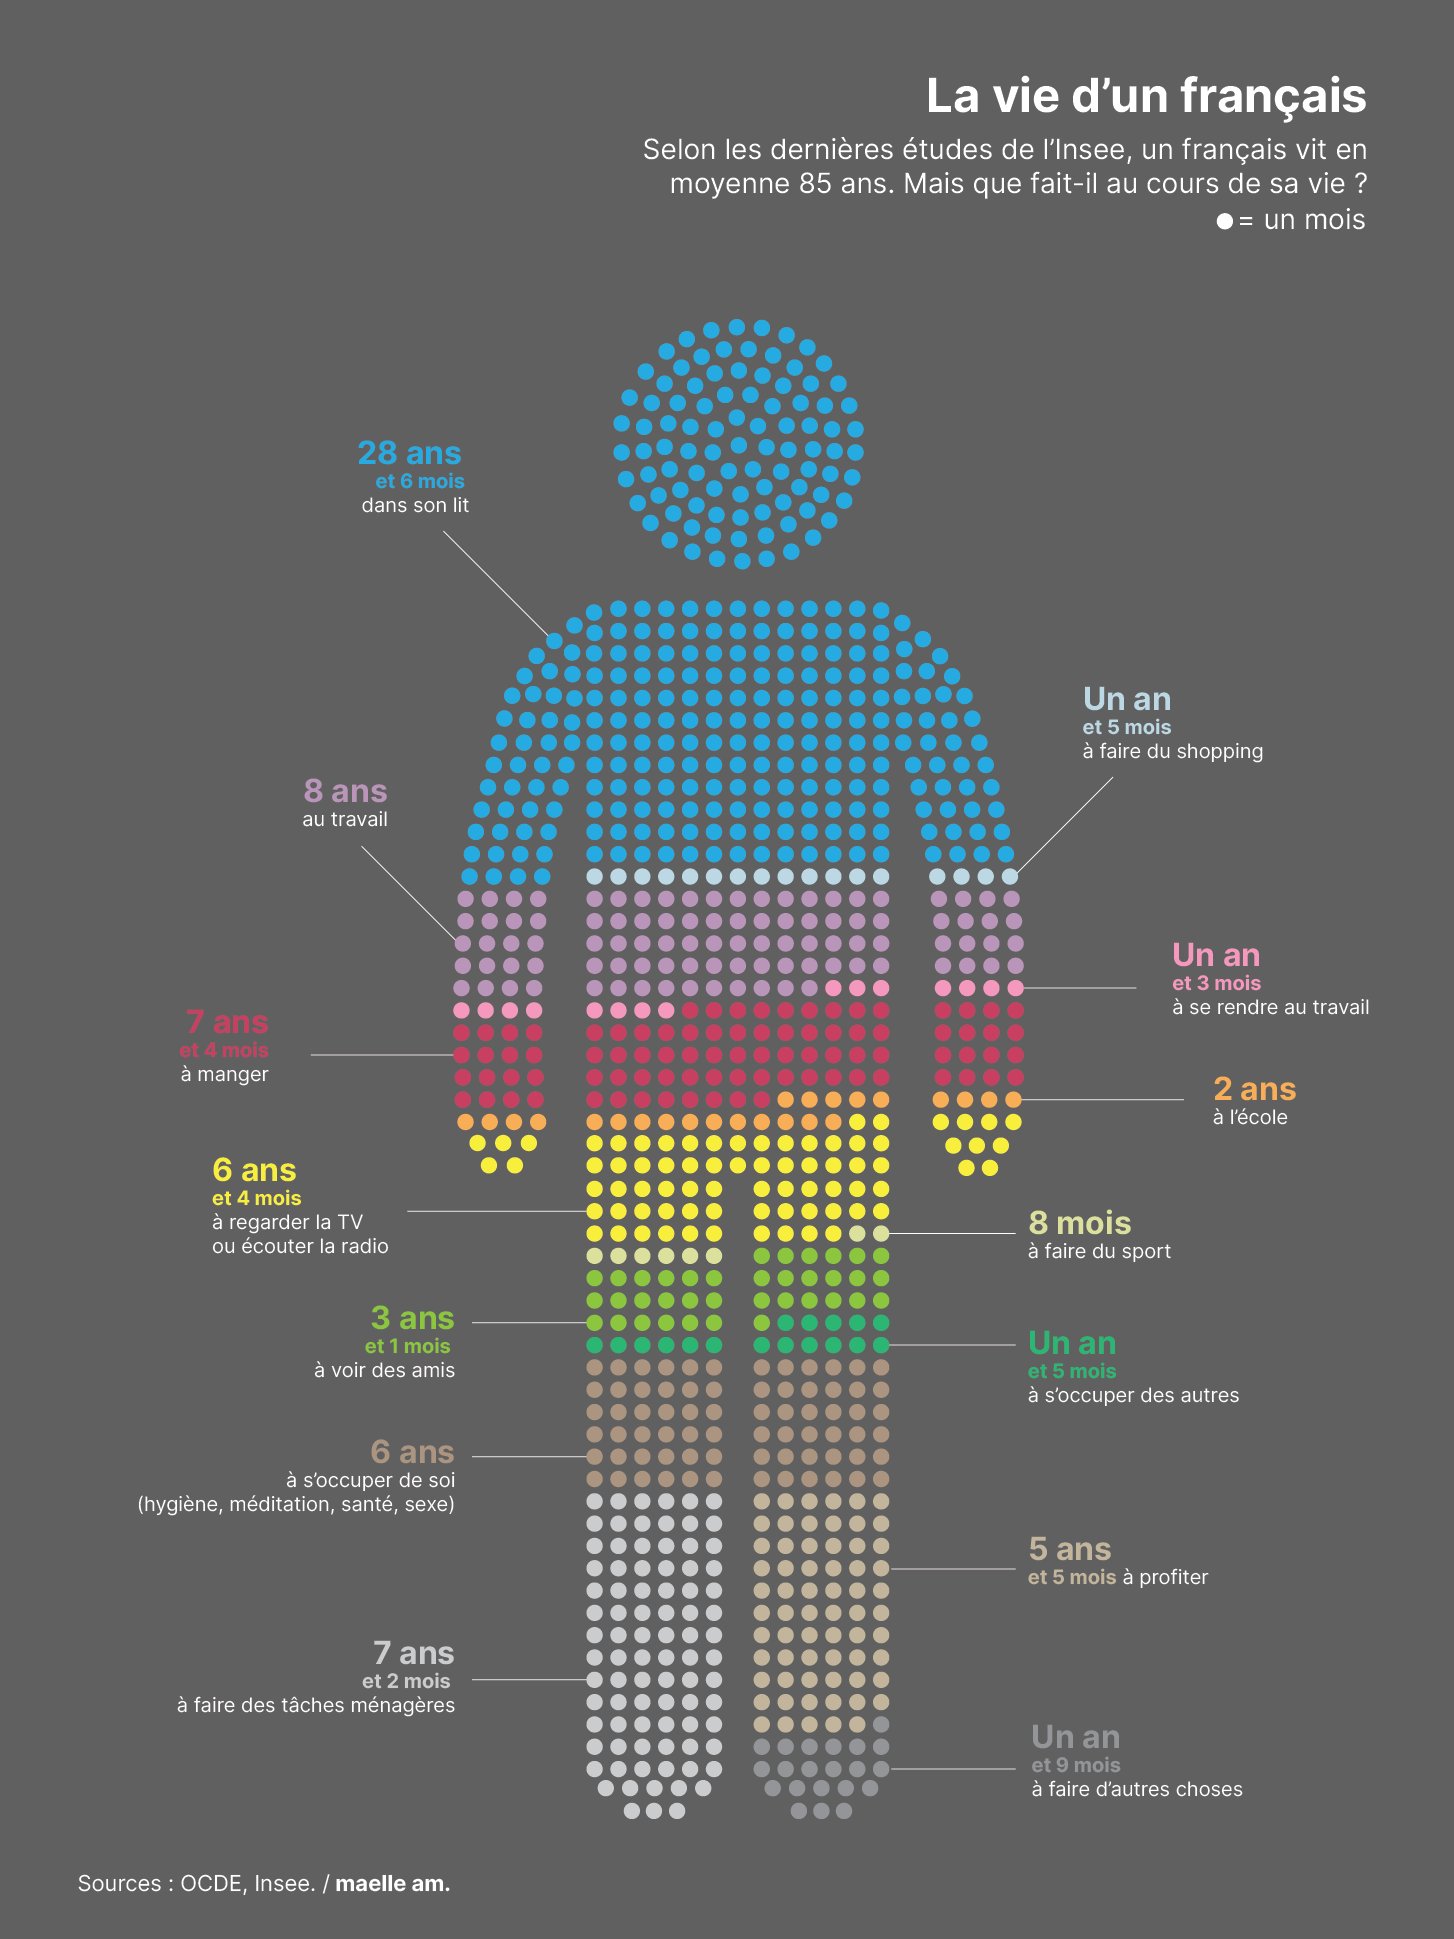 La vie d’un français
Selon les dernières études de l’Insee, un français vit en
moyenne 85 ans. Mais que fait-il au cours de sa vie ?
= un mois
28 ans
et 6 mois
dans son lit
Un an
et 5 mois
à faire du shopping
8 ans
au travail
Un an
et 3 mois
à se rendre au travail
7 ans
et 4 mois
à manger
2 ans
à l’école
6 ans
et 4 mois
à regarder la TV
ou écouter la radio
8 mois
à faire du sport
3 ans
et 1 mois
à voir des amis
Un an
et 5 mois
à s’occuper des autres
6 ans
à s’occuper de soi
(hygiène, méditation, santé, sexe)
5 ans
et 5 mois à profiter
7 ans
et 2 mois
à faire des tâches ménagères
Un an
et 9 mois
à faire d’autres choses
Sources : OCDE, Insee. / maelle am.